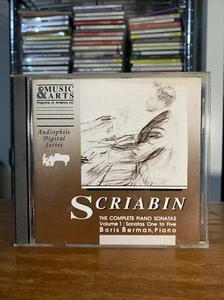 MUSIC
& ARTS
Programs of America, Inc.
Audiophile
Digital
Series
SCRIABIN
THE COMPLETE PIANO SONATAS
Volume 1 : Sonatas One to Five
Boris Berman, Piano